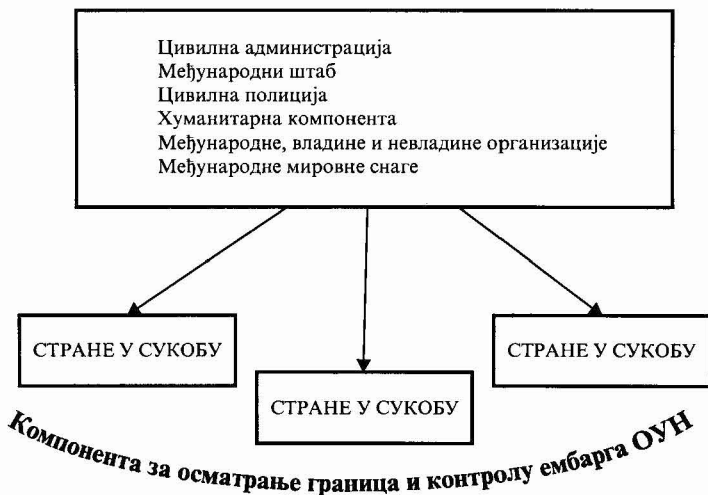 Цивилна администрација
Међународни штаб
Цивилна полиција
Хуманитарна компонента
Међународне, владине и невладине организације
Међународне мировне снаге
СТРАНЕ У СУКОБУ
СТРАНЕ У СУКОБУ
СТРАНЕ У СУКОБУ
Компонента за осматрање граница и контролу ембарга ОУН